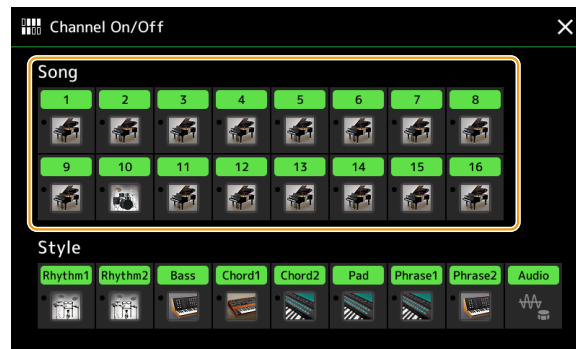 Channel On/Off
Song
1 2 3 4 5 6 7 8
9 10 11 12 13 14 15 16
Style
Rhythm1 Rhythm2 Bass Chord1 Chord2 Pad Phrase1 Phrase2 Audio